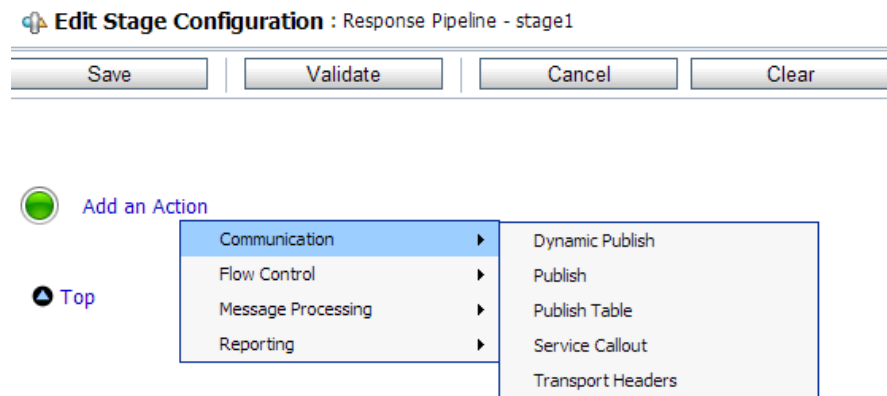 Edit Stage Configuration : Response Pipeline - stage1
Save Validate Cancel Clear
Add an Action
Communication Dynamic Publish
Flow Control Publish
Top
Message Processing Publish Table
Reporting Service Callout
Transport Headers